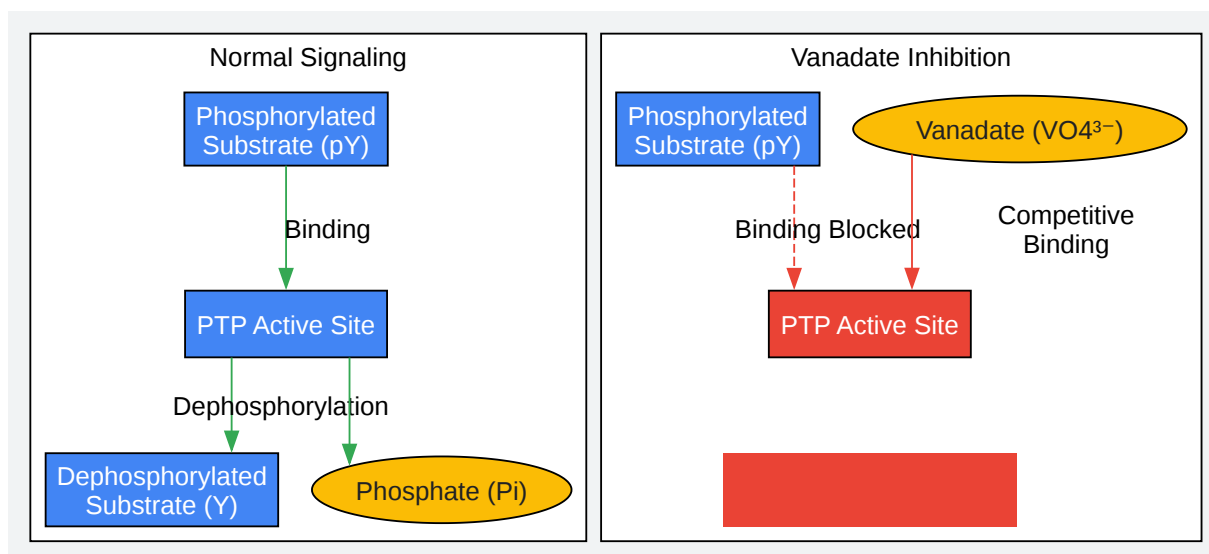 Normal Signaling
Phosphorylated
Substrate (pY)
Binding
PTP Active Site
Dephosphorylation
Dephosphorylated
Substrate (Y)
Phosphate (Pi)
Vanadate Inhibition
Phosphorylated
Substrate (pY)
Vanadate (VO4³⁻)
Binding Blocked
Competitive
Binding
PTP Active Site